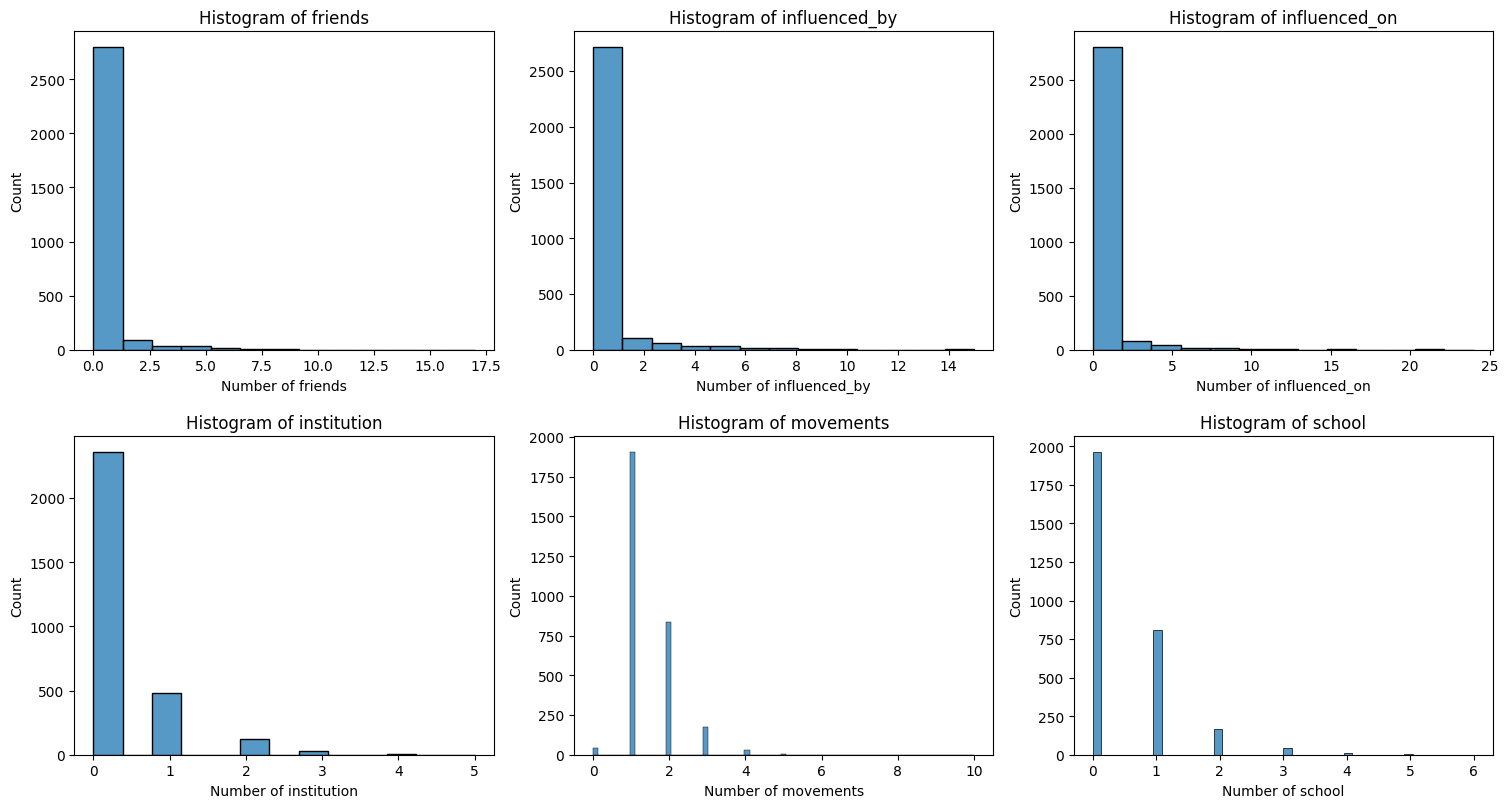 Histogram of friends
2500
2000
1500
1000
500
0
Count
0.0 2.5 5.0 7.5 10.0 12.5 15.0 17.5
Number of friends
Histogram of influenced_by
2500
2000
1500
1000
500
0
Count
0 2 4 6 8 10 12 14
Number of influenced_by
Histogram of influenced_on
2500
2000
1500
1000
500
0
Count
0 5 10 15 20 25
Number of influenced_on
Histogram of institution
2000
1500
1000
500
0
Count
0 1 2 3 4 5
Number of institution
Histogram of movements
2000
1750
1500
1250
1000
750
500
250
0
Count
0 2 4 6 8 10
Number of movements
Histogram of school
2000
1750
1500
1250
1000
750
500
250
0
Count
0 1 2 3 4 5 6
Number of school